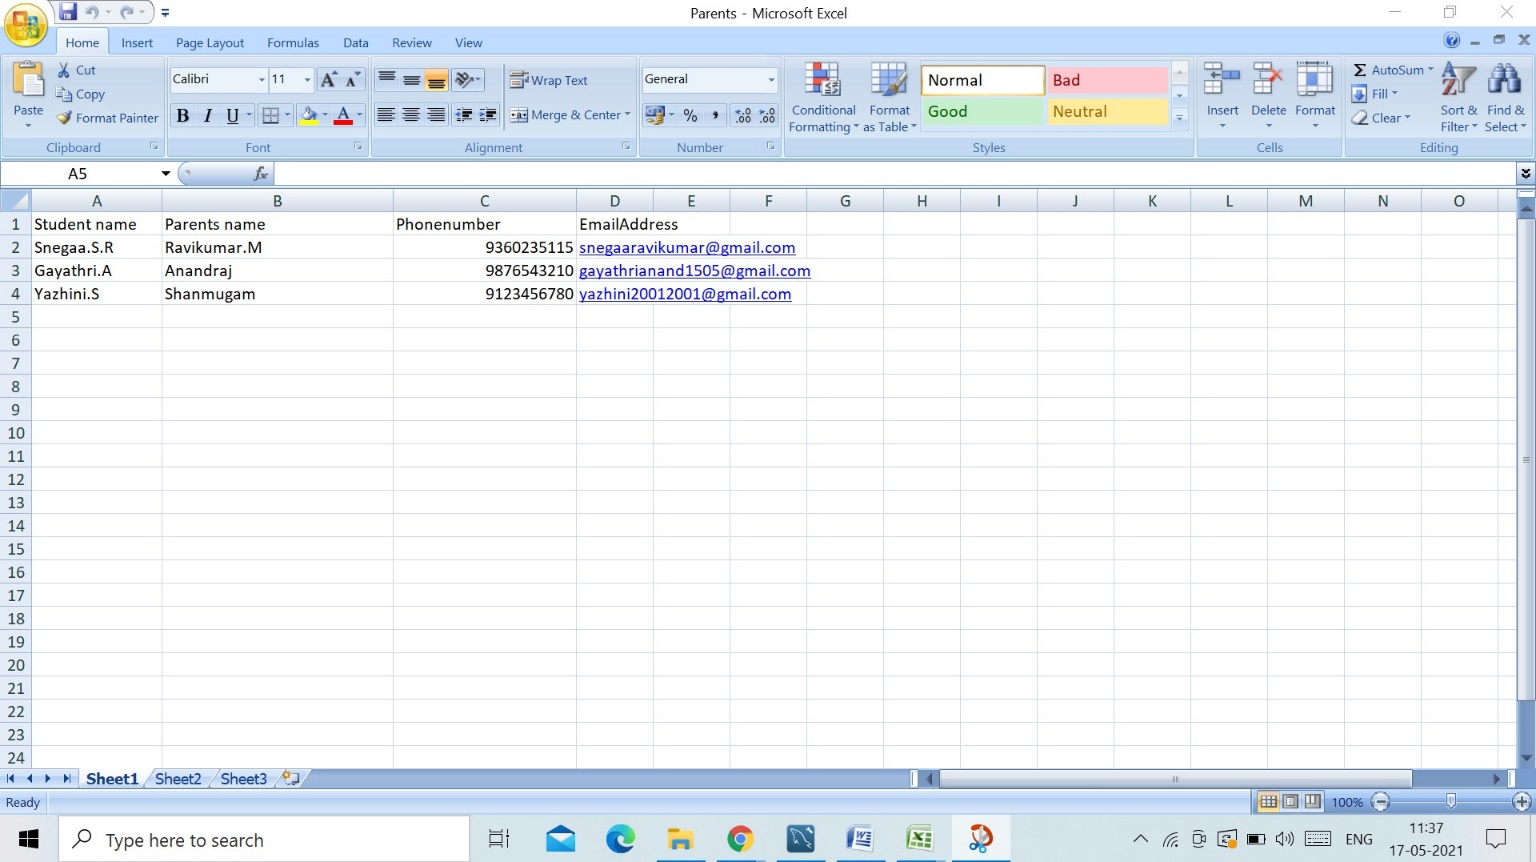 Parents - Microsoft Excel
Home Insert Page Layout Formulas Data Review View
Paste
Cut
Copy
Format Painter
Clipboard
Calibri 11
B I U
Font
Wrap Text
Merge & Center
Alignment
General
Number
Conditional Formatting
Format as Table
Normal Bad
Good Neutral
Styles
Insert Delete Format
Cells
Σ AutoSum
Fill
Clear
Sort & Filter
Find & Select
Editing
A5 fx
A B C D E F G H I J K L M N O
1 Student name Parents name Phonenumber EmailAddress
2 Snegaa.S.R Ravikumar.M 9360235115 snegaaravikumar@gmail.com
3 Gayathri.A Anandraj 9876543210 gayathrianand1505@gmail.com
4 Yazhini.S Shanmugam 9123456780 yazhini20012001@gmail.com
5
6
7
8
9
10
11
12
13
14
15
16
17
18
19
20
21
22
23
24
Sheet1 Sheet2 Sheet3
Ready 100%
Type here to search
ENG
11:37
17-05-2021